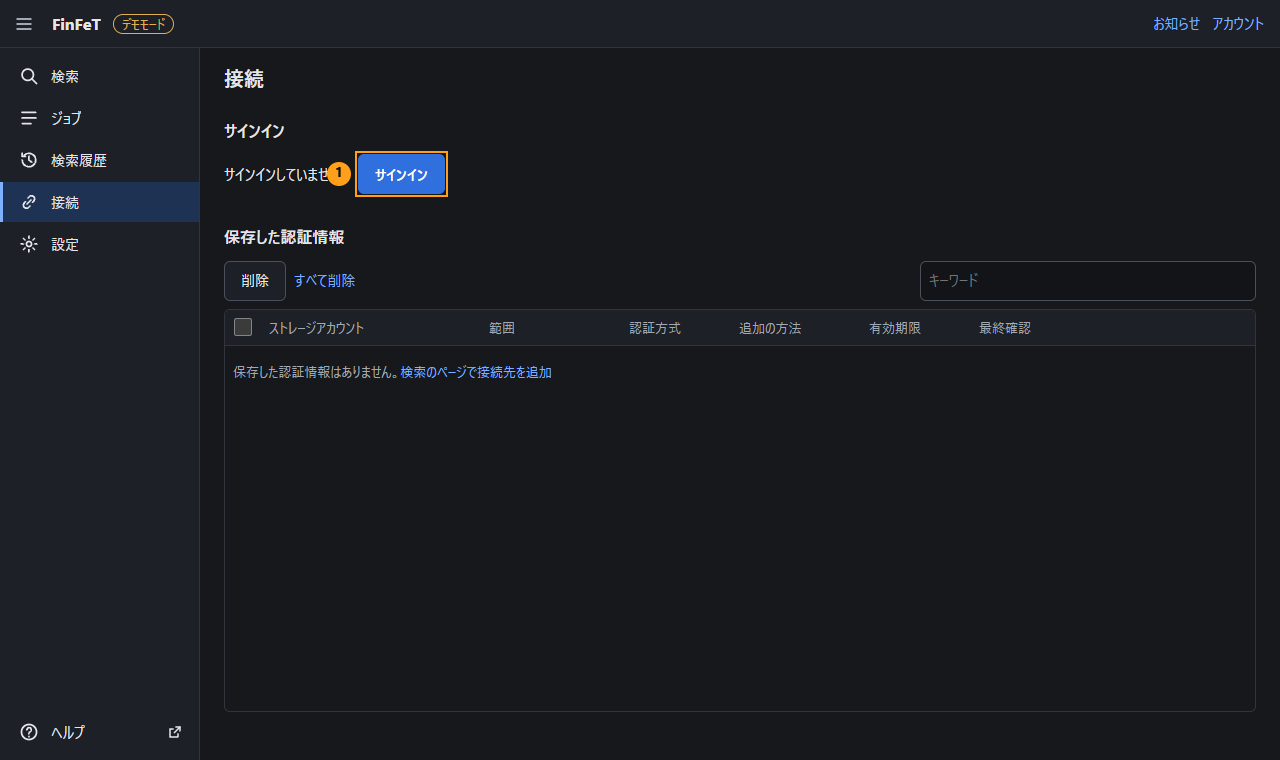 FinFeT デモモード お知らせ アカウント
検索
ジョブ
検索履歴
接続
設定
ヘルプ
接続
サインイン
サインインしていませ 1 サインイン
保存した認証情報
削除 すべて削除 キーワード
ストレージアカウント 範囲 認証方式 追加の方法 有効期限 最終確認
保存した認証情報はありません。検索のページで接続先を追加